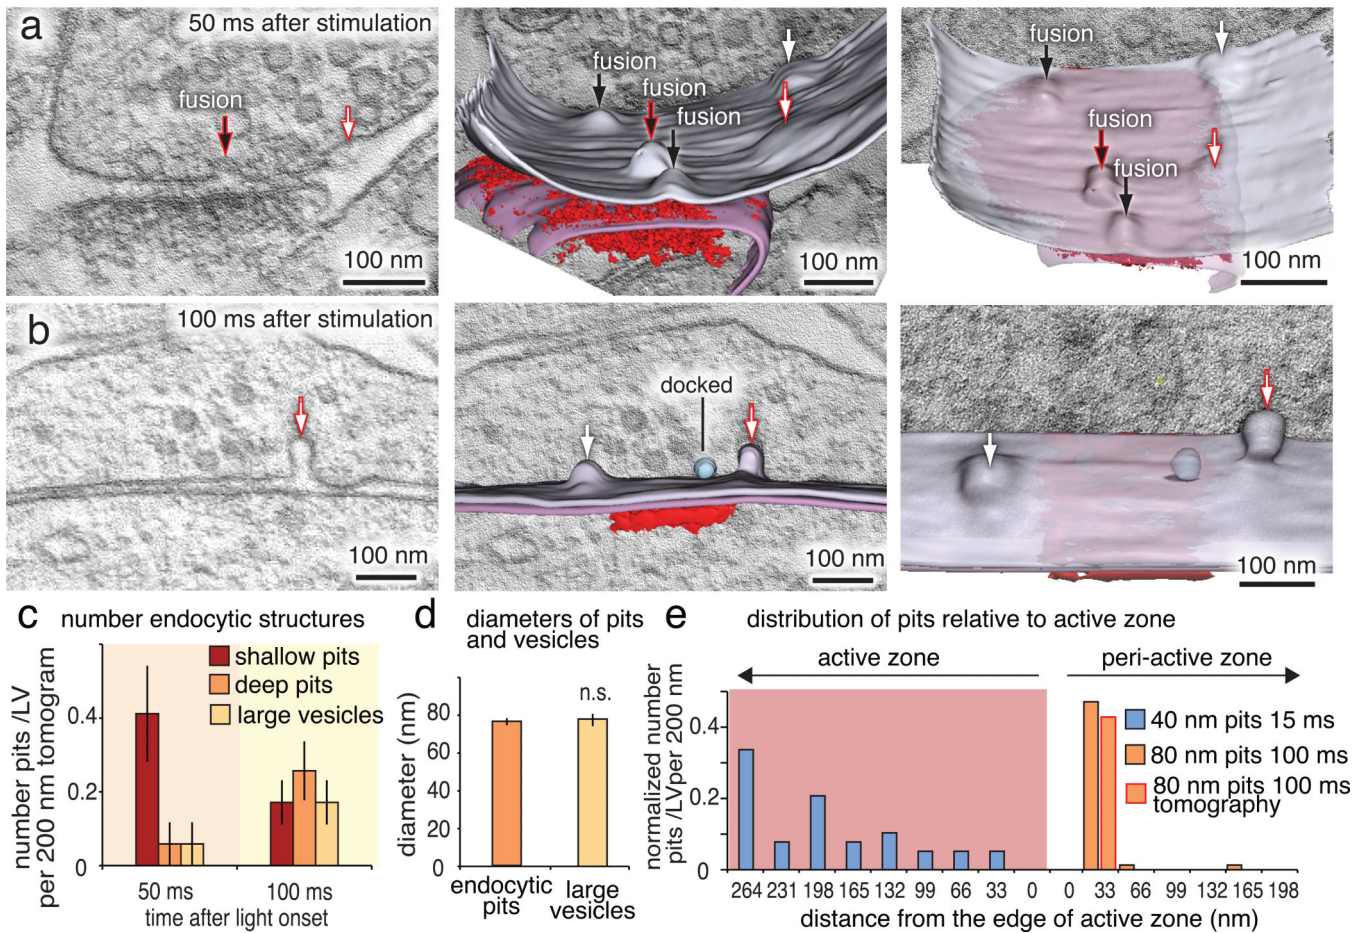 a
50 ms after stimulation
fusion
100 nm
fusion
fusion
fusion
100 nm
fusion
fusion
fusion
100 nm
b
100 ms after stimulation
100 nm
docked
100 nm
100 nm
c number endocytic structures
shallow pits
deep pits
large vesicles
0.4
0.2
0
number pits /LV
per 200 nm tomogram
50 ms
100 ms
time after light onset
d diameters of pits
and vesicles
n.s.
80
60
40
20
0
diameter (nm)
endocytic
pits
large
vesicles
e distribution of pits relative to active zone
active zone
peri-active zone
0.4
0.2
0
normalized number
pits /LVper 200 nm
40 nm pits 15 ms
80 nm pits 100 ms
80 nm pits 100 ms
tomography
264 231 198 165 132 99 66 33 0 0 33 66 99 132 165 198
distance from the edge of active zone (nm)